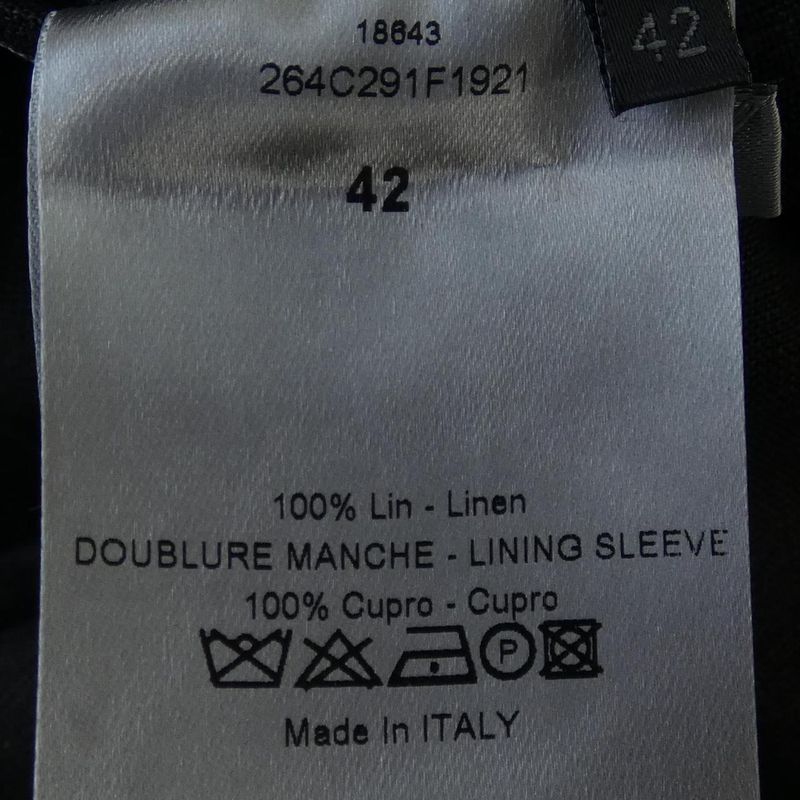 18643
264C291F1921
42
42
100% Lin - Linen
DOUBLURE MANCHE - LINING SLEEVE
100% Cupro - Cupro
P
Made In ITALY